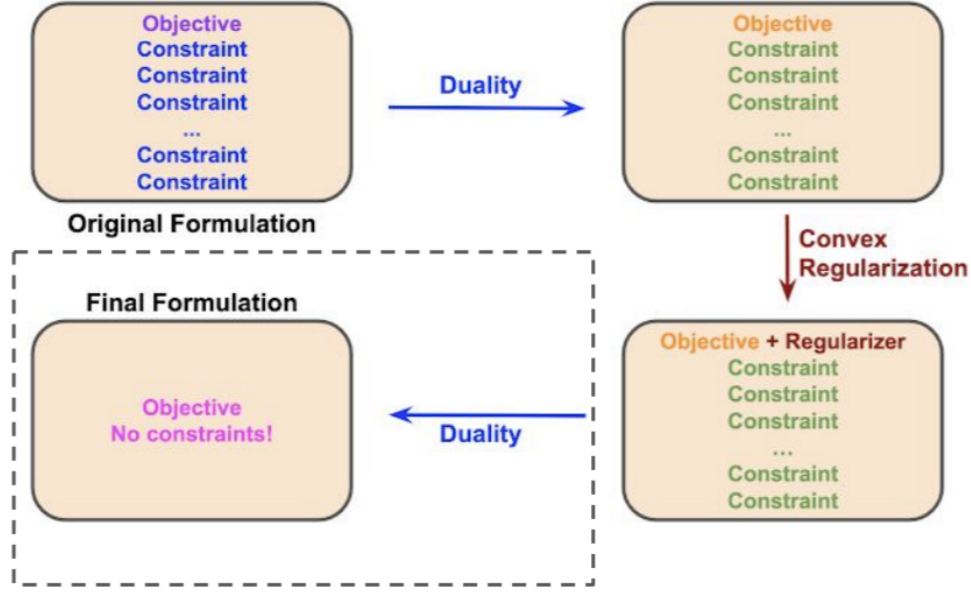 Objective
Constraint
Constraint
Constraint
...
Constraint
Constraint
Original Formulation
Duality
Objective
Constraint
Constraint
Constraint
...
Constraint
Constraint
Convex
Regularization
Objective + Regularizer
Constraint
Constraint
Constraint
...
Constraint
Constraint
Duality
Final Formulation
Objective
No constraints!